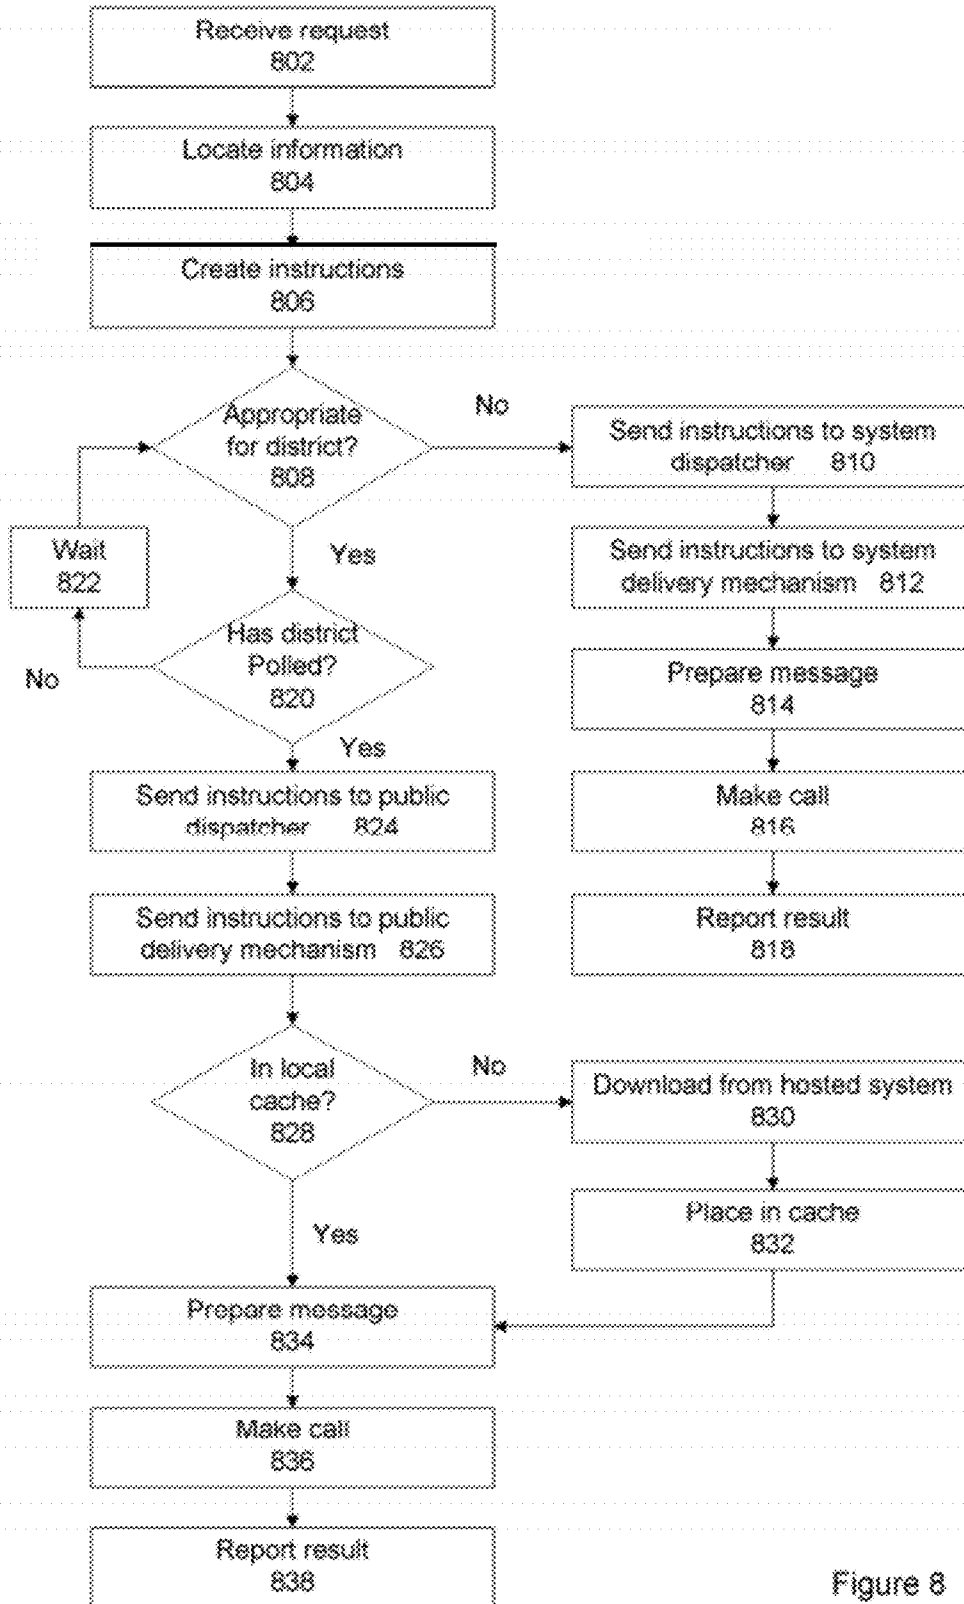 Receive request
802
Locate information
804
Create instructions
806
Appropriate
for district?
808
No
Send instructions to system
dispatcher 810
Wait
822
Yes
Send instructions to system
delivery mechanism 812
Has district
Polled?
820
No
Prepare message
814
Yes
Send instructions to public
dispatcher 824
Make call
816
Send instructions to public
delivery mechanism 826
Report result
818
In local
cache?
828
No
Download from hosted system
830
Yes
Place in cache
832
Prepare message
834
Make call
836
Report result
838
Figure 8